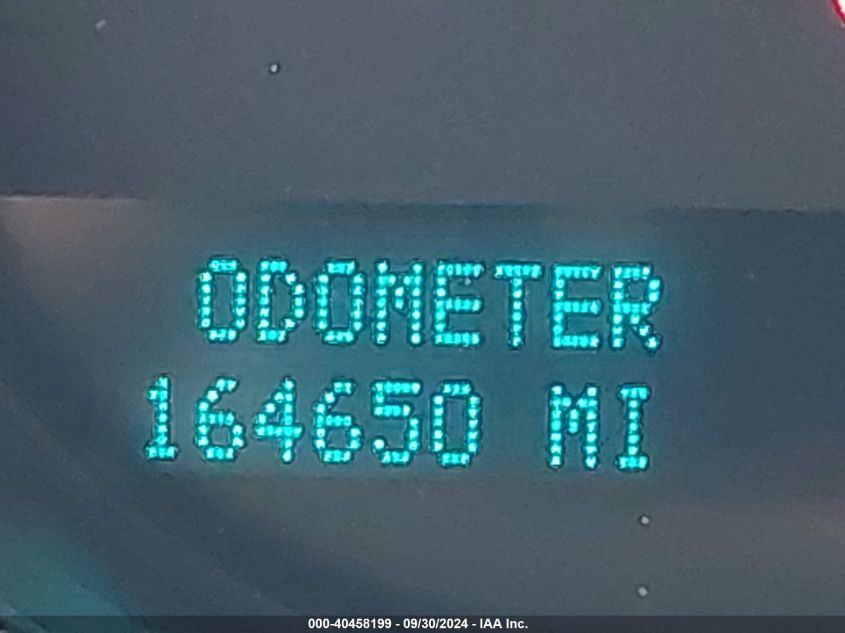 ODOMETER
164650 MI
000-40458199 - 09/30/2024 - IAA Inc.